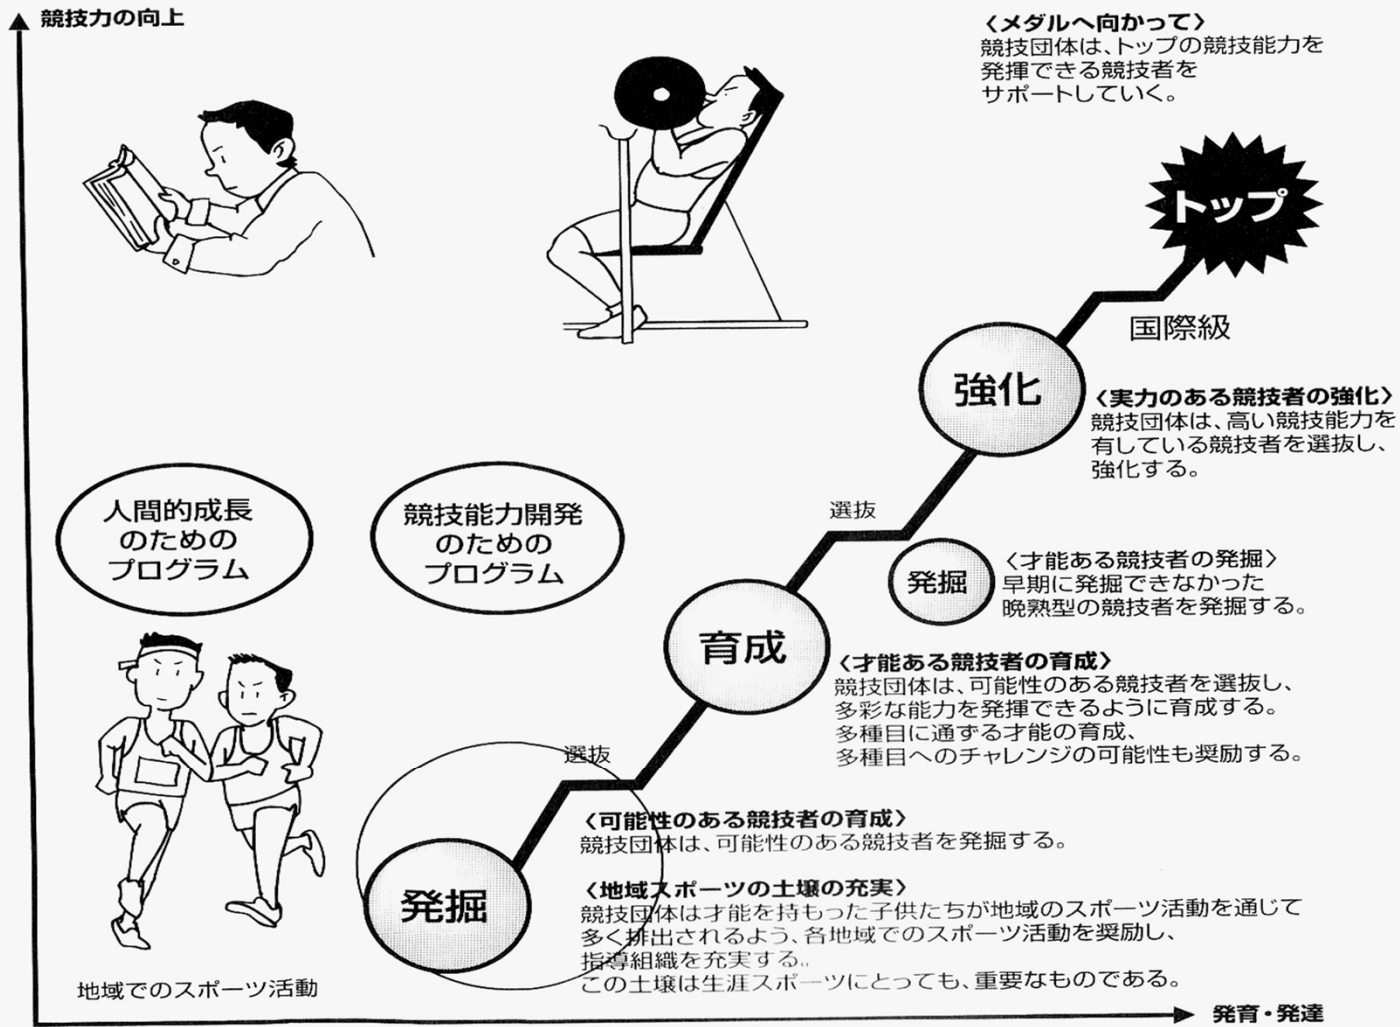 競技力の向上
〈メダルへ向かって〉
競技団体は、トップの競技能力を
発揮できる競技者を
サポートしていく。
トップ
国際級
強化
〈実力のある競技者の強化〉
競技団体は、高い競技能力を
有している競技者を選抜し、
強化する。
人間的成長
のための
プログラム
競技能力開発
のための
プログラム
選抜
発掘
〈才能ある競技者の発掘〉
早期に発掘できなかった
晩熟型の競技者を発掘する。
育成
〈才能ある競技者の育成〉
競技団体は、可能性のある競技者を選抜し、
多彩な能力を発揮できるように育成する。
多種目に通ずる才能の育成、
多種目へのチャレンジの可能性も奨励する。
選抜
〈可能性のある競技者の育成〉
競技団体は、可能性のある競技者を発掘する。
発掘
〈地域スポーツの土壌の充実〉
競技団体は才能を持もった子供たちが地域のスポーツ活動を通じて
多く排出されるよう、各地域でのスポーツ活動を奨励し、
指導組織を充実する。
この土壌は生涯スポーツにとっても、重要なものである。
地域でのスポーツ活動
発育・発達